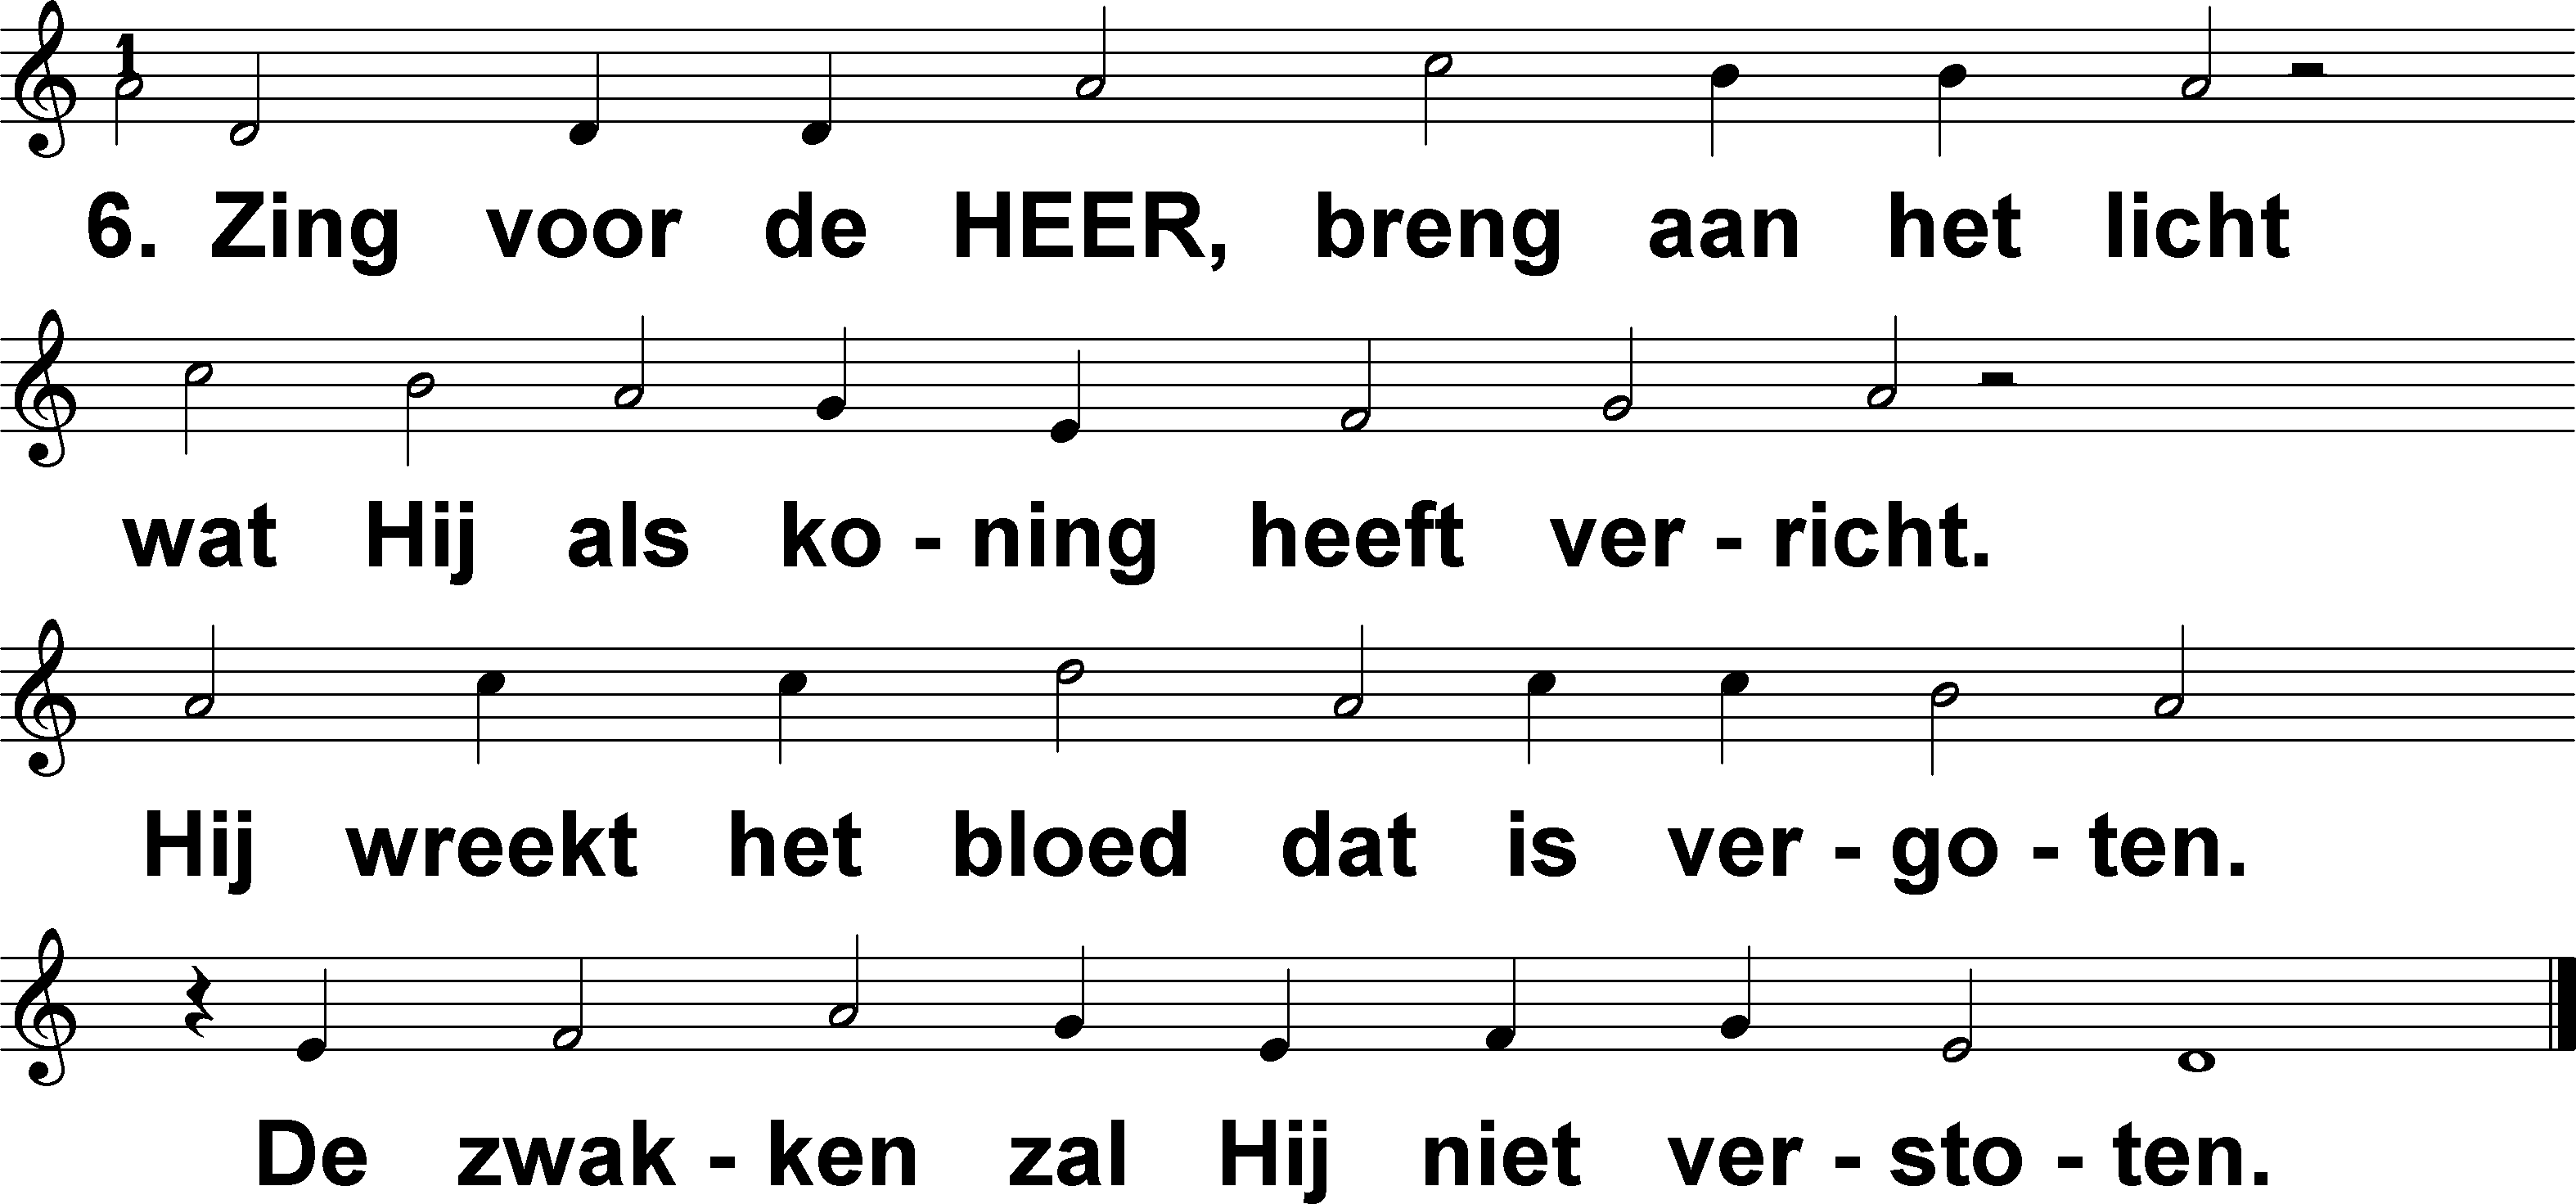 1
6. Zing voor de HEER, breng aan het licht
wat Hij als ko - ning heeft ver - richt.
Hij wreekt het bloed dat is ver - go - ten.
De zwak - ken zal Hij niet ver - sto - ten.